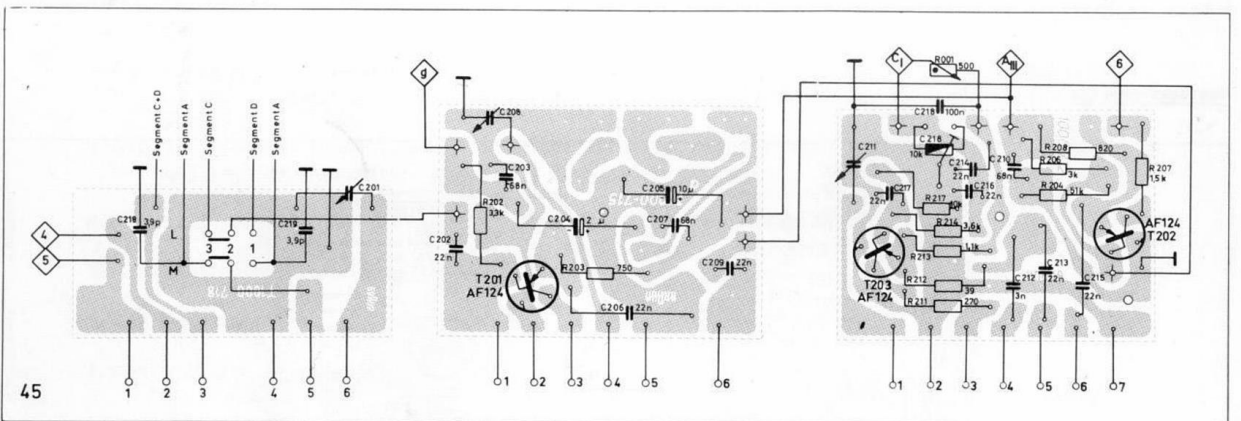 Segment C+D
Segment A
Segment C
Segment D
Segment A
C218
3,9p
L
M
3
2
1
C219
3,9p
C201
4
5
T1000-718
1
2
3
4
5
6
45
g
C208
C203
68n
R202
3,3k
C202
22n
C204
C205
10µ
C207
68n
T201
AF124
R203
750
C209
22n
C206
22n
1
2
3
4
5
6
CI
R001
500
AIII
6
C218
100n
C211
C218
10k
C214
22n
C210
68n
R208
820
R206
3k
R207
1,5k
C217
22n
R217
C216
22n
R204
51k
R214
3,6k
R213
1,1k
AF124
T202
T203
AF124
R212
39
R211
270
C212
3n
C213
22n
C215
22n
1
2
3
4
5
6
7